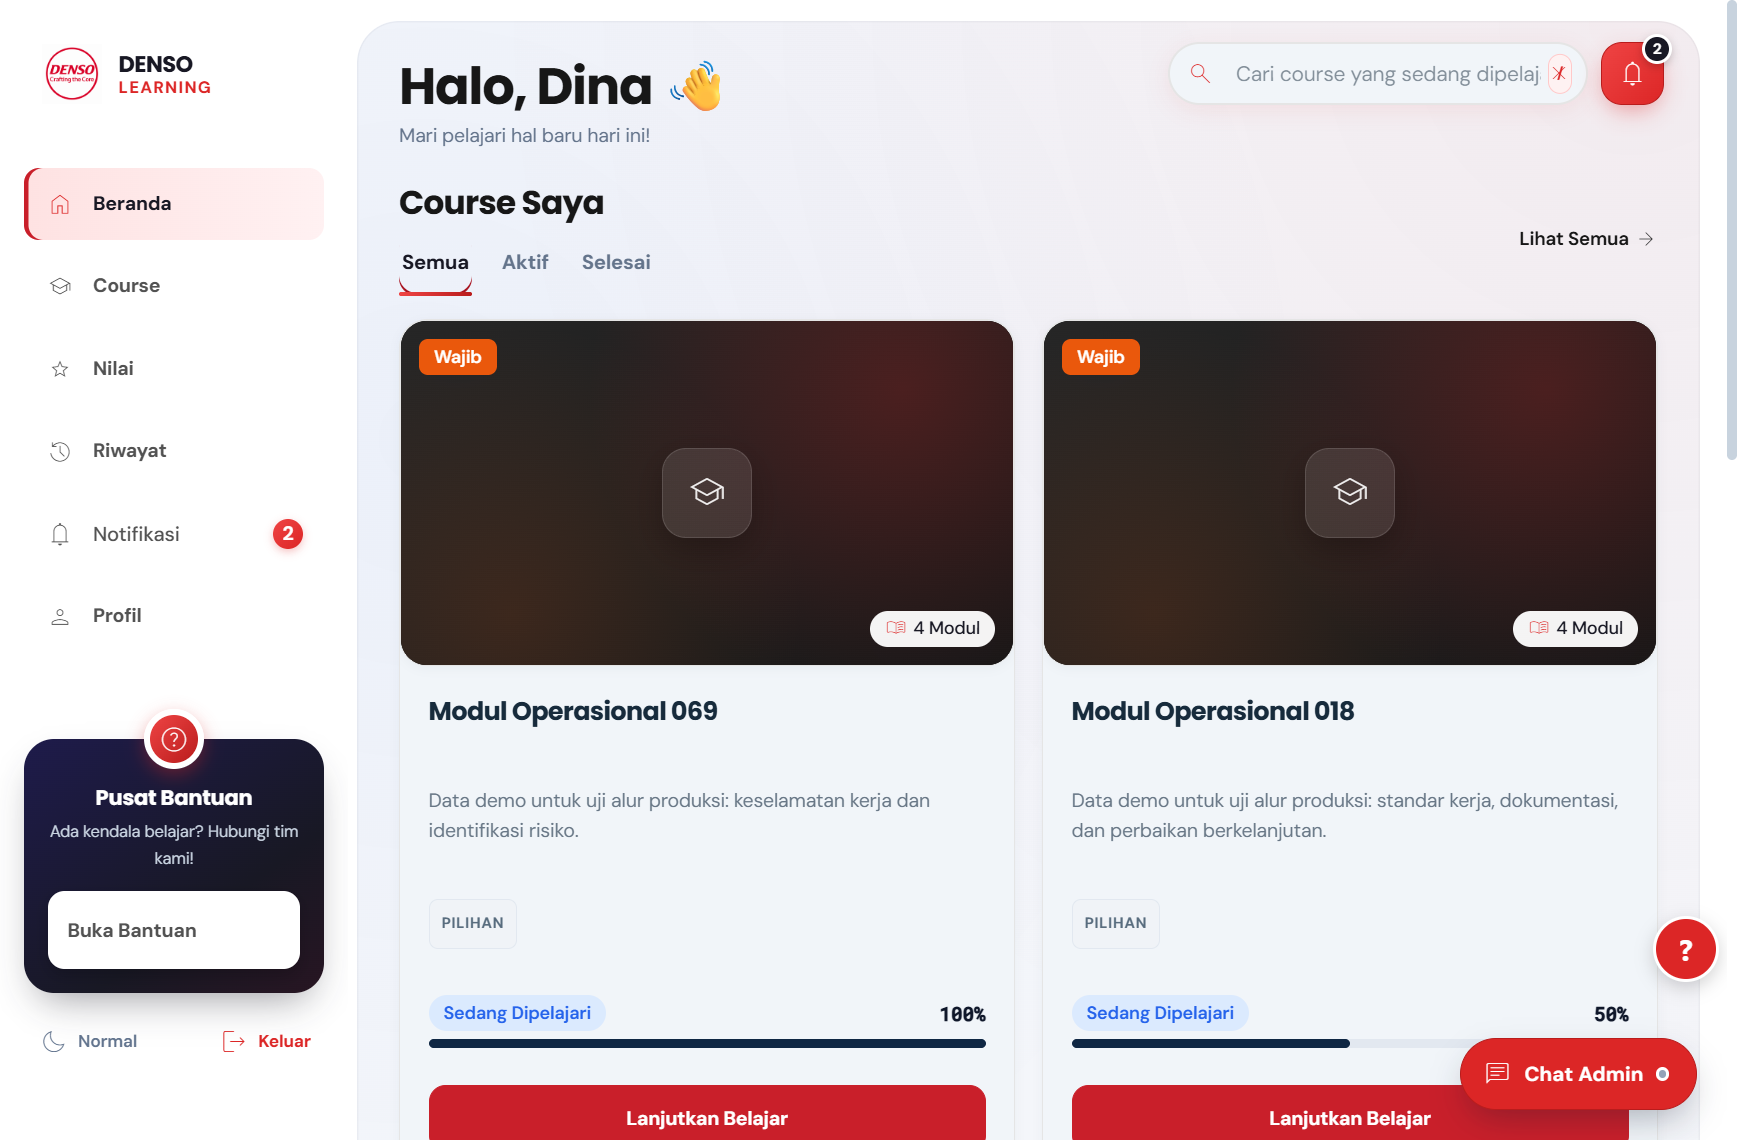 DENSO
Crafting the Core
DENSO
LEARNING
Beranda
Course
Nilai
Riwayat
Notifikasi
2
Profil
Pusat Bantuan
Ada kendala belajar? Hubungi tim
kami!
Buka Bantuan
Normal
Keluar
Halo, Dina 👋
Mari pelajari hal baru hari ini!
Cari course yang sedang dipelaj
2
Course Saya
Semua
Aktif
Selesai
Lihat Semua
Wajib
4 Modul
Modul Operasional 069
Data demo untuk uji alur produksi: keselamatan kerja dan
identifikasi risiko.
PILIHAN
Sedang Dipelajari
100%
Lanjutkan Belajar
Wajib
4 Modul
Modul Operasional 018
Data demo untuk uji alur produksi: standar kerja, dokumentasi,
dan perbaikan berkelanjutan.
PILIHAN
Sedang Dipelajari
50%
Lanjutkan Belajar
?
Chat Admin